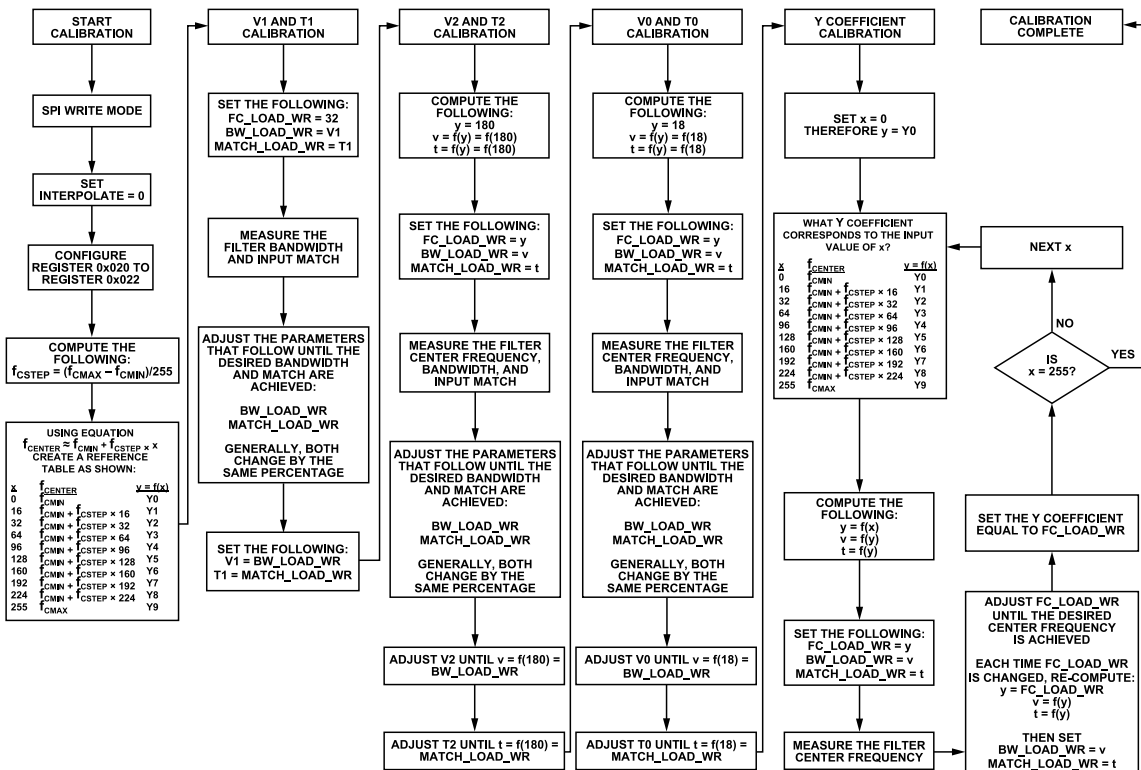 START
CALIBRATION
SPI WRITE MODE
SET
INTERPOLATE = 0
CONFIGURE
REGISTER 0x020 TO
REGISTER 0x022
COMPUTE THE
FOLLOWING:
fCSTEP = (fCMAX – fCMIN)/255
USING EQUATION
fCENTER ≈ fCMIN + fCSTEP × x
CREATE A REFERENCE
TABLE AS SHOWN:
x fCENTER v = f(x)
0 fCMIN Y0
16 fCMIN + fCSTEP × 16 Y1
32 fCMIN + fCSTEP × 32 Y2
64 fCMIN + fCSTEP × 64 Y3
96 fCMIN + fCSTEP × 96 Y4
128 fCMIN + fCSTEP × 128 Y5
160 fCMIN + fCSTEP × 160 Y6
192 fCMIN + fCSTEP × 192 Y7
224 fCMIN + fCSTEP × 224 Y8
255 fCMAX Y9
V1 AND T1
CALIBRATION
SET THE FOLLOWING:
FC_LOAD_WR = 32
BW_LOAD_WR = V1
MATCH_LOAD_WR = T1
MEASURE THE
FILTER BANDWIDTH
AND INPUT MATCH
ADJUST THE PARAMETERS
THAT FOLLOW UNTIL THE
DESIRED BANDWIDTH
AND MATCH ARE
ACHIEVED:
BW_LOAD_WR
MATCH_LOAD_WR
GENERALLY, BOTH
CHANGE BY THE
SAME PERCENTAGE
SET THE FOLLOWING:
V1 = BW_LOAD_WR
T1 = MATCH_LOAD_WR
V2 AND T2
CALIBRATION
COMPUTE THE
FOLLOWING:
y = 180
v = f(y) = f(180)
t = f(y) = f(180)
SET THE FOLLOWING:
FC_LOAD_WR = y
BW_LOAD_WR = v
MATCH_LOAD_WR = t
MEASURE THE FILTER
CENTER FREQUENCY,
BANDWIDTH, AND
INPUT MATCH
ADJUST THE PARAMETERS
THAT FOLLOW UNTIL THE
DESIRED BANDWIDTH
AND MATCH ARE
ACHIEVED:
BW_LOAD_WR
MATCH_LOAD_WR
GENERALLY, BOTH
CHANGE BY THE
SAME PERCENTAGE
ADJUST V2 UNTIL v = f(180) =
BW_LOAD_WR
ADJUST T2 UNTIL t = f(180) =
MATCH_LOAD_WR
V0 AND T0
CALIBRATION
COMPUTE THE
FOLLOWING:
y = 18
v = f(y) = f(18)
t = f(y) = f(18)
SET THE FOLLOWING:
FC_LOAD_WR = y
BW_LOAD_WR = v
MATCH_LOAD_WR = t
MEASURE THE FILTER
CENTER FREQUENCY,
BANDWIDTH, AND
INPUT MATCH
ADJUST THE PARAMETERS
THAT FOLLOW UNTIL THE
DESIRED BANDWIDTH
AND MATCH ARE
ACHIEVED:
BW_LOAD_WR
MATCH_LOAD_WR
GENERALLY, BOTH
CHANGE BY THE
SAME PERCENTAGE
ADJUST V0 UNTIL v = f(18) =
BW_LOAD_WR
ADJUST T0 UNTIL t = f(18) =
MATCH_LOAD_WR
Y COEFFICIENT
CALIBRATION
SET x = 0
THEREFORE y = Y0
WHAT Y COEFFICIENT
CORRESPONDS TO THE INPUT
VALUE OF x?
x fCENTER v = f(x)
0 fCMIN Y0
16 fCMIN + fCSTEP × 16 Y1
32 fCMIN + fCSTEP × 32 Y2
64 fCMIN + fCSTEP × 64 Y3
96 fCMIN + fCSTEP × 96 Y4
128 fCMIN + fCSTEP × 128 Y5
160 fCMIN + fCSTEP × 160 Y6
192 fCMIN + fCSTEP × 192 Y7
224 fCMIN + fCSTEP × 224 Y8
255 fCMAX Y9
COMPUTE THE
FOLLOWING:
y = f(x)
v = f(y)
t = f(y)
SET THE FOLLOWING:
FC_LOAD_WR = y
BW_LOAD_WR = v
MATCH_LOAD_WR = t
MEASURE THE FILTER
CENTER FREQUENCY
CALIBRATION
COMPLETE
NEXT x
NO
YES
IS
x = 255?
SET THE Y COEFFICIENT
EQUAL TO FC_LOAD_WR
ADJUST FC_LOAD_WR
UNTIL THE DESIRED
CENTER FREQUENCY
IS ACHIEVED
EACH TIME FC_LOAD_WR
IS CHANGED, RE-COMPUTE:
y = FC_LOAD_WR
v = f(y)
t = f(y)
THEN SET
BW_LOAD_WR = v
MATCH_LOAD_WR = t